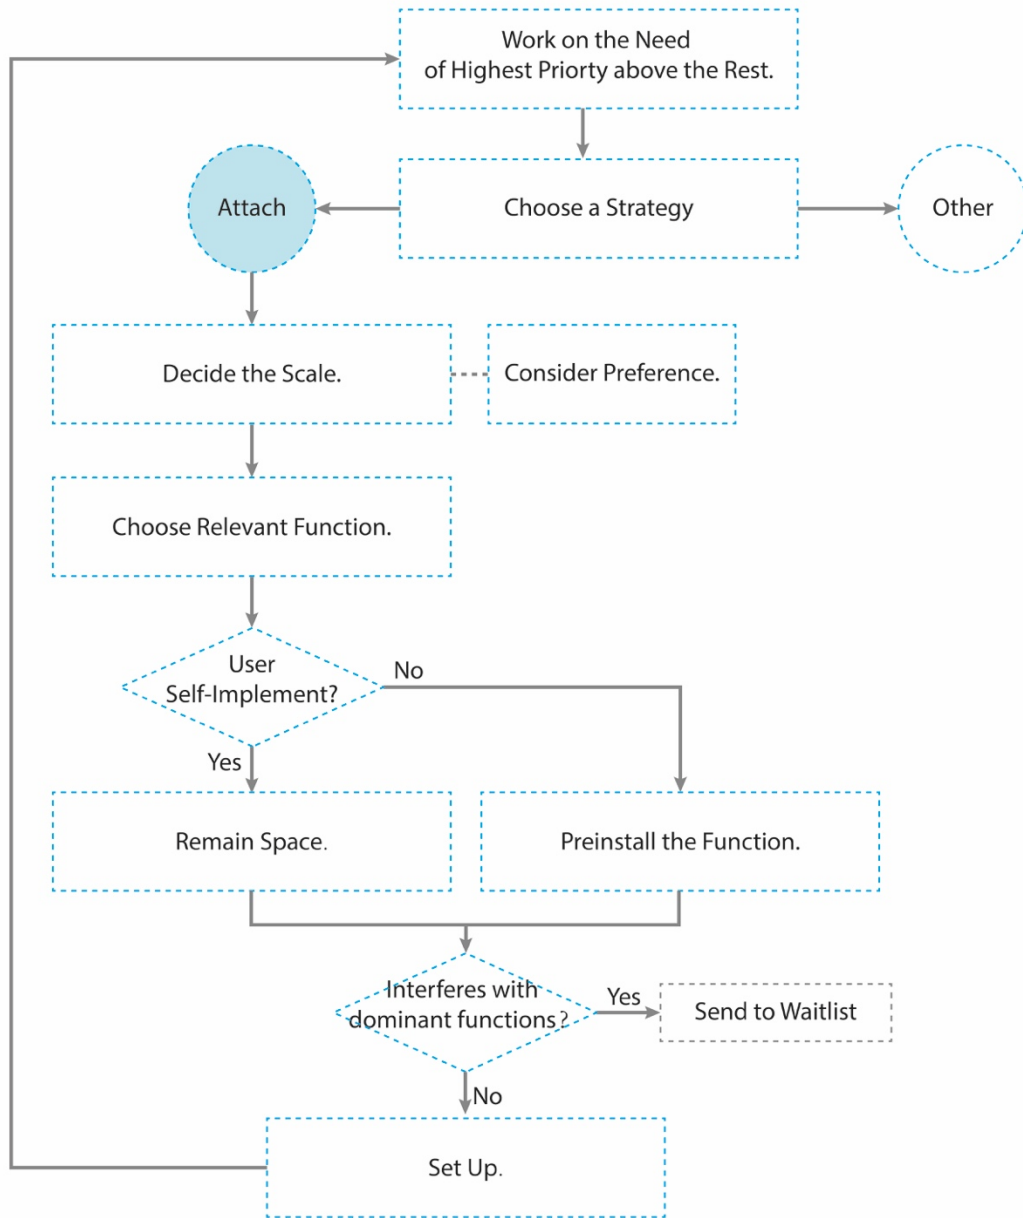 Work on the Need
of Highest Priorty above the Rest.
Attach
Choose a Strategy
Other
Decide the Scale.
Consider Preference.
Choose Relevant Function.
User
Self-Implement?
No
Yes
Remain Space.
Preinstall the Function.
Interferes with
dominant functions?
Yes
Send to Waitlist
No
Set Up.